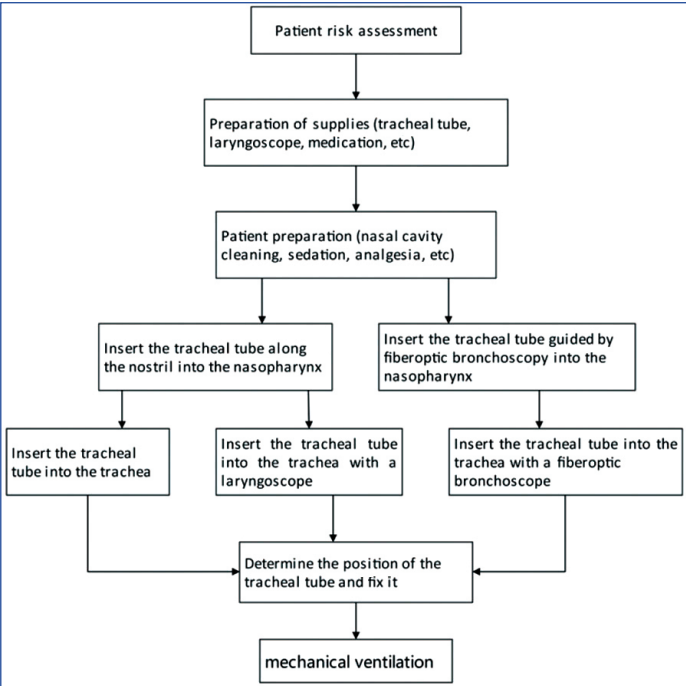 Patient risk assessment
Preparation of supplies (tracheal tube,
laryngoscope, medication, etc)
Patient preparation (nasal cavity
cleaning, sedation, analgesia, etc)
Insert the tracheal tube along
the nostril into the nasopharynx
Insert the tracheal tube guided by
fiberoptic bronchoscopy into the
nasopharynx
Insert the tracheal
tube into the trachea
Insert the tracheal tube
into the trachea with a
laryngoscope
Insert the tracheal tube into the
trachea with a fiberoptic
bronchoscope
Determine the position of the
tracheal tube and fix it
mechanical ventilation